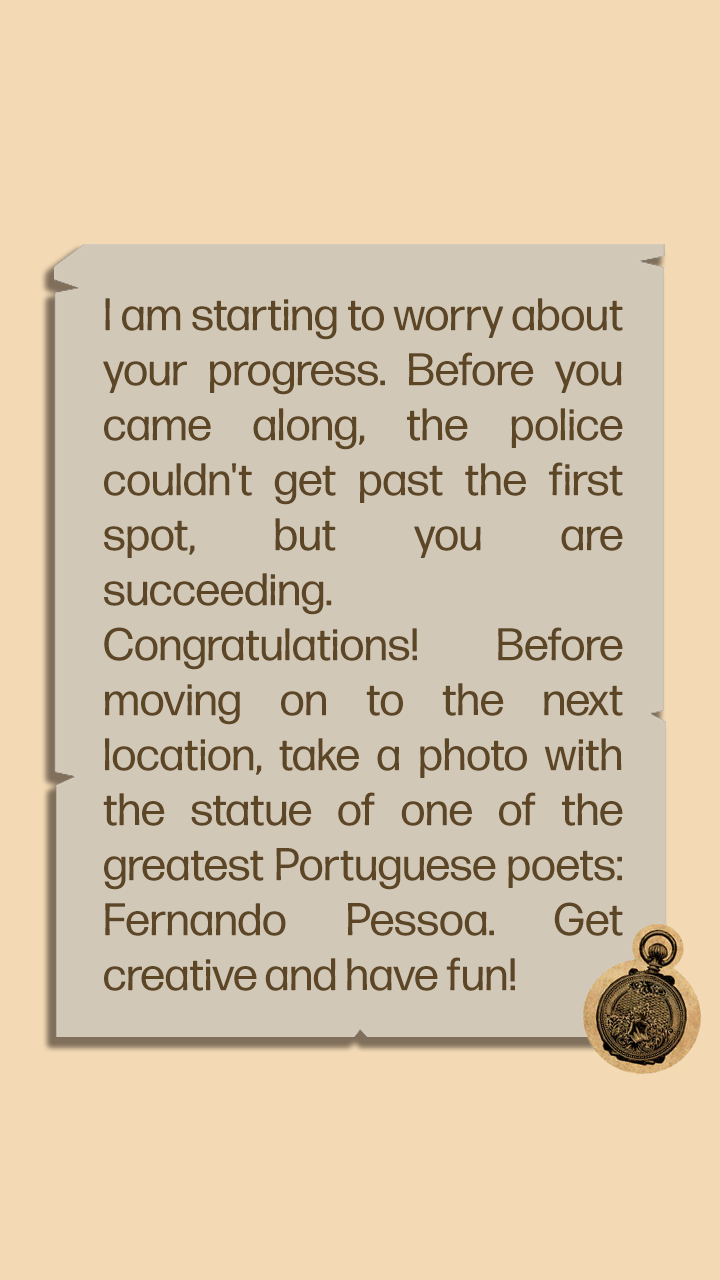 I am starting to worry about
your progress. Before you
came along, the police
couldn't get past the first
spot, but you are
succeeding.
Congratulations! Before
moving on to the next
location, take a photo with
the statue of one of the
greatest Portuguese poets:
Fernando Pessoa. Get
creative and have fun!